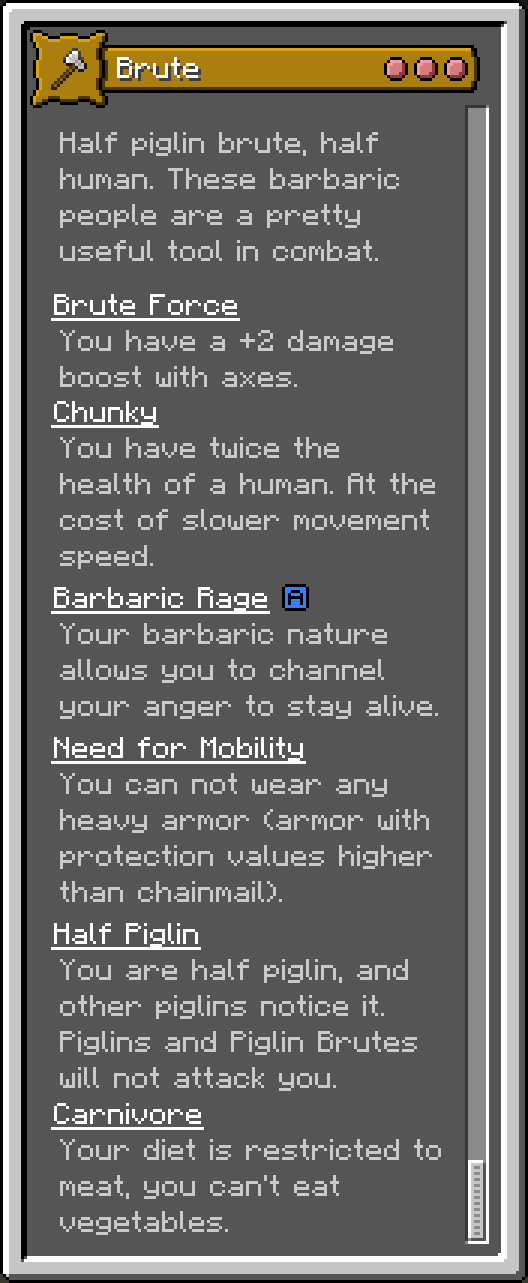 Brute
Half piglin brute, half
human. These barbaric
people are a pretty
useful tool in combat.
Brute Force
You have a +2 damage
boost with axes.
Chunky
You have twice the
health of a human. At the
cost of slower movement
speed.
Barbaric Rage A
Your barbaric nature
allows you to channel
your anger to stay alive.
Need for Mobility
You can not wear any
heavy armor (armor with
protection values higher
than chainmail).
Half Piglin
You are half piglin, and
other piglins notice it.
Piglins and Piglin Brutes
will not attack you.
Carnivore
Your diet is restricted to
meat, you can't eat
vegetables.